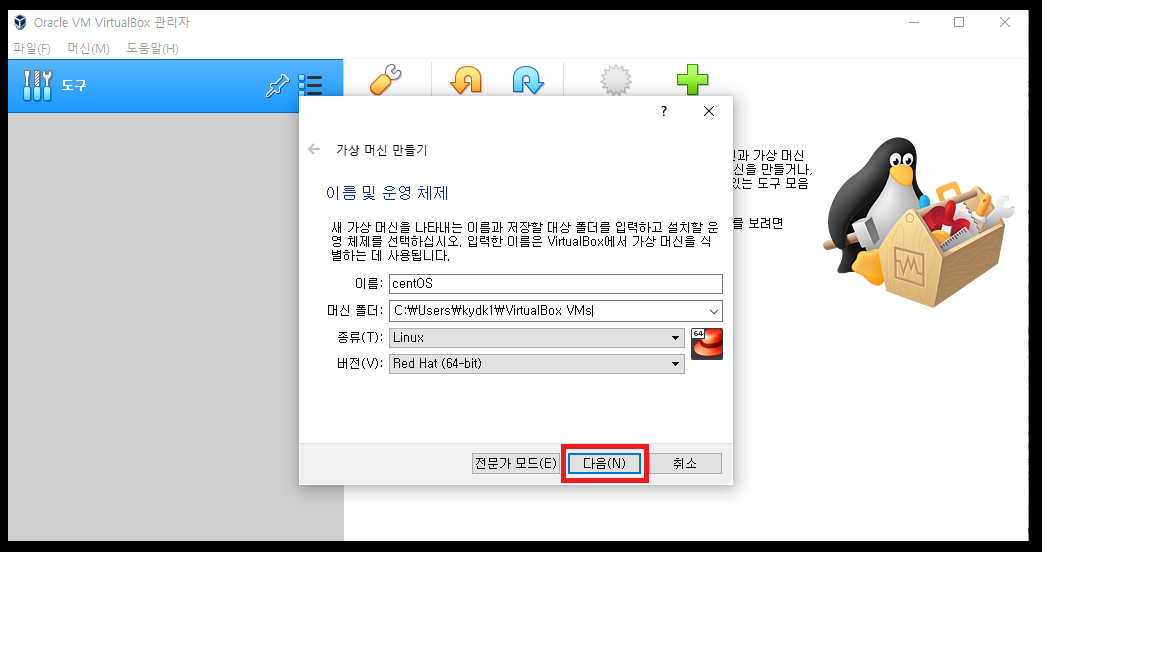 Oracle VM VirtualBox 관리자
파일(F) 머신(M) 도움말(H)
도구
?
가상 머신 만들기
이름 및 운영 체제
새 가상 머신을 나타내는 이름과 저장할 대상 폴더를 입력하고 설치할 운
영 체제를 선택하십시오. 입력한 이름은 VirtualBox에서 가상 머신을 식
별하는 데 사용됩니다.
이름: centOS
머신 폴더: C:₩Users₩kydk1₩VirtualBox VMs
종류(T): Linux
64
버전(V): Red Hat (64-bit)
전문가 모드(E) 다음(N) 취소
가상 머신
신을 만들거나,
있는 도구 모음
를 보려면